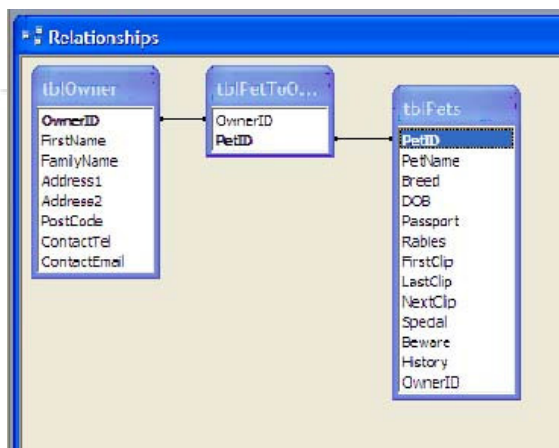 Relationships
tblOwner
OwnerID
FirstName
FamilyName
Address1
Address2
PostCode
ContactTel
ContactEmail
tblPetToO...
OwnerID
PetID
tblPets
PetID
PetName
Breed
DOB
Passport
Rabies
FirstClip
LastClip
NextClip
Special
Beware
History
OwnerID